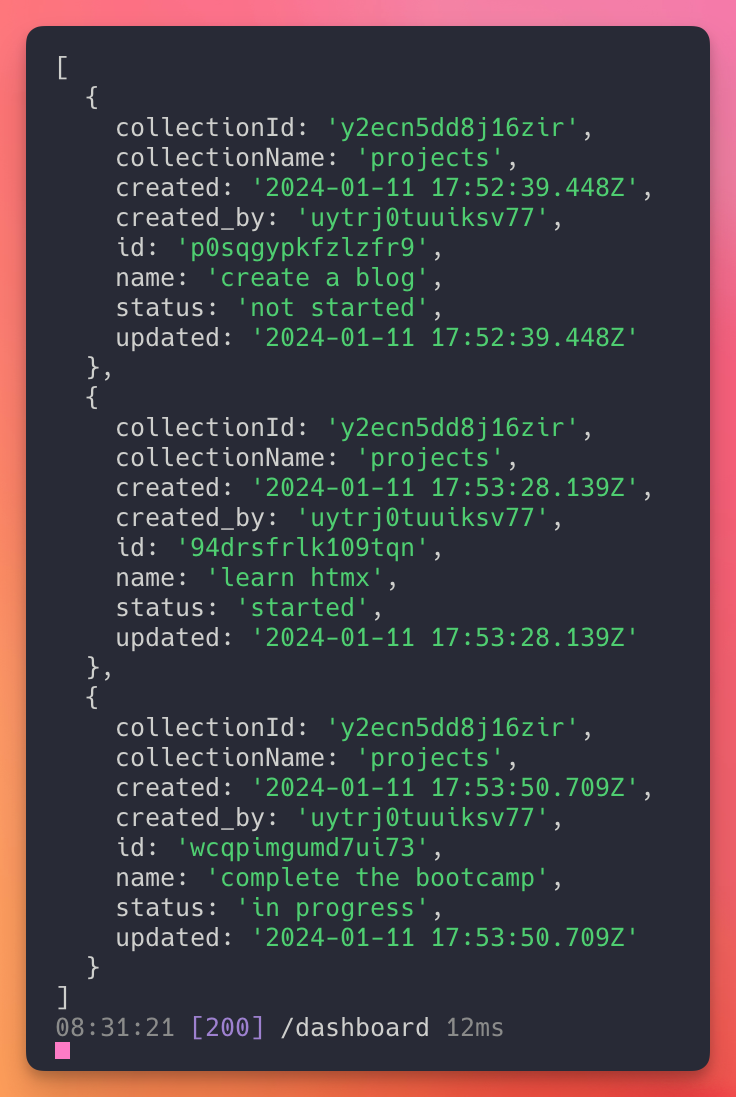 [
  {
    collectionId: 'y2ecn5dd8j16zir',
    collectionName: 'projects',
    created: '2024-01-11 17:52:39.448Z',
    created_by: 'uytrj0tuuiksv77',
    id: 'p0sqgypkfzlzfr9',
    name: 'create a blog',
    status: 'not started',
    updated: '2024-01-11 17:52:39.448Z'
  },
  {
    collectionId: 'y2ecn5dd8j16zir',
    collectionName: 'projects',
    created: '2024-01-11 17:53:28.139Z',
    created_by: 'uytrj0tuuiksv77',
    id: '94drsfrlk109tqn',
    name: 'learn htmx',
    status: 'started',
    updated: '2024-01-11 17:53:28.139Z'
  },
  {
    collectionId: 'y2ecn5dd8j16zir',
    collectionName: 'projects',
    created: '2024-01-11 17:53:50.709Z',
    created_by: 'uytrj0tuuiksv77',
    id: 'wcqpimgumd7ui73',
    name: 'complete the bootcamp',
    status: 'in progress',
    updated: '2024-01-11 17:53:50.709Z'
  }
]
08:31:21 [200] /dashboard 12ms